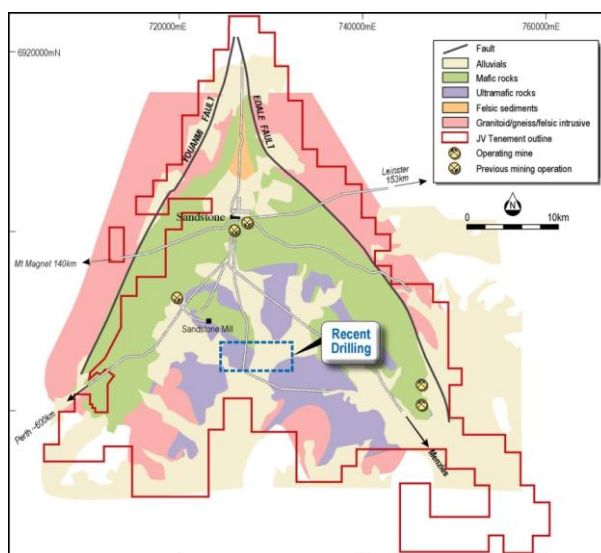 720000mE
740000mE
760000mE
6920000mN
Fault
Alluvials
Mafic rocks
Ultramafic rocks
Felsic sediments
Granitoid/gneiss/felsic intrusive
JV Tenement outline
Operating mine
Previous mining operation
YOUANMI FAULT
EDALE FAULT
Leinster
153km
N
0 10km
Sandstone
Mt Magnet 140km
Sandstone Mill
Recent
Drilling
Perth ~600km
Menzies